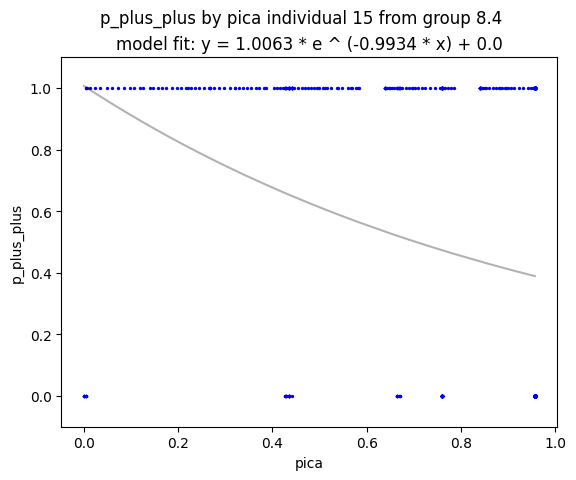 p_plus_plus by pica individual 15 from group 8.4
model fit: y = 1.0063 * e ^ (-0.9934 * x) + 0.0
1.0
0.8
0.6
0.4
0.2
0.0
p_plus_plus
0.0 0.2 0.4 0.6 0.8 1.0
pica